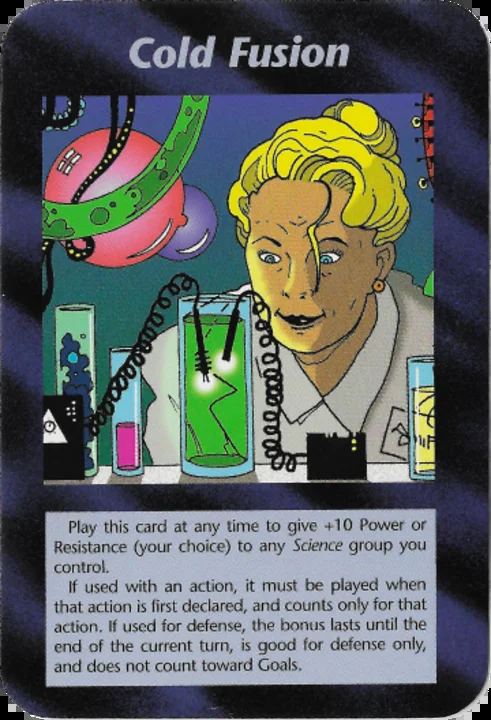 Cold Fusion
Play this card at any time to give +10 Power or
Resistance (your choice) to any Science group you
control.
If used with an action, it must be played when
that action is first declared, and counts only for that
action. If used for defense, the bonus lasts until the
end of the current turn, is good for defense only,
and does not count toward Goals.